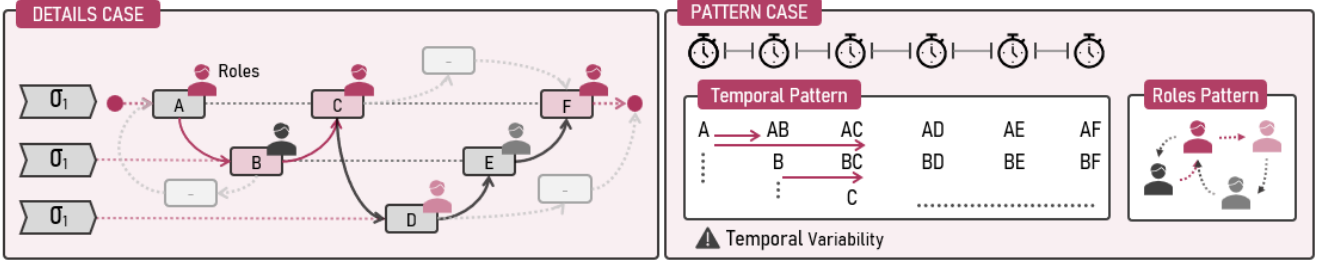 DETAILS CASE
Roles
σ1
A
C
F
-
σ1
B
E
-
-
σ1
D
PATTERN CASE
Temporal Pattern
A AB AC AD AE AF
B BC BD BE BF
C
Temporal Variability
Roles Pattern